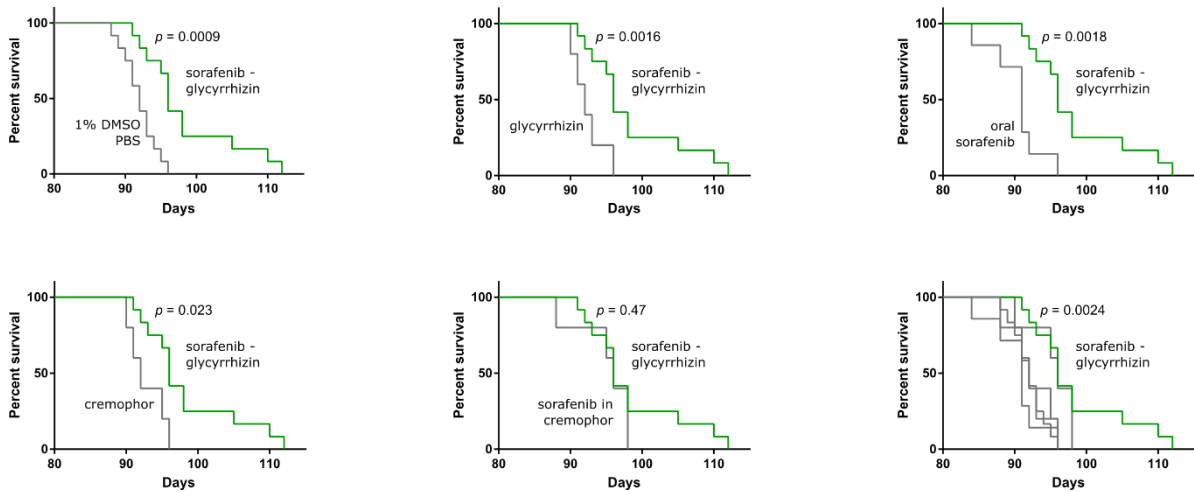 100
50
0
80
90
100
110
Percent survival
Days
p = 0.0009
sorafenib -
glycyrrhizin
1% DMSO
PBS
100
50
0
80
90
100
110
Percent survival
Days
p = 0.0016
sorafenib -
glycyrrhizin
glycyrrhizin
100
50
0
80
90
100
110
Percent survival
Days
p = 0.0018
sorafenib -
glycyrrhizin
oral
sorafenib
100
50
0
80
90
100
110
Percent survival
Days
p = 0.023
sorafenib -
glycyrrhizin
cremophor
100
50
0
80
90
100
110
Percent survival
Days
p = 0.47
sorafenib -
glycyrrhizin
sorafenib in
cremophor
100
50
0
80
90
100
110
Percent survival
Days
p = 0.0024
sorafenib -
glycyrrhizin